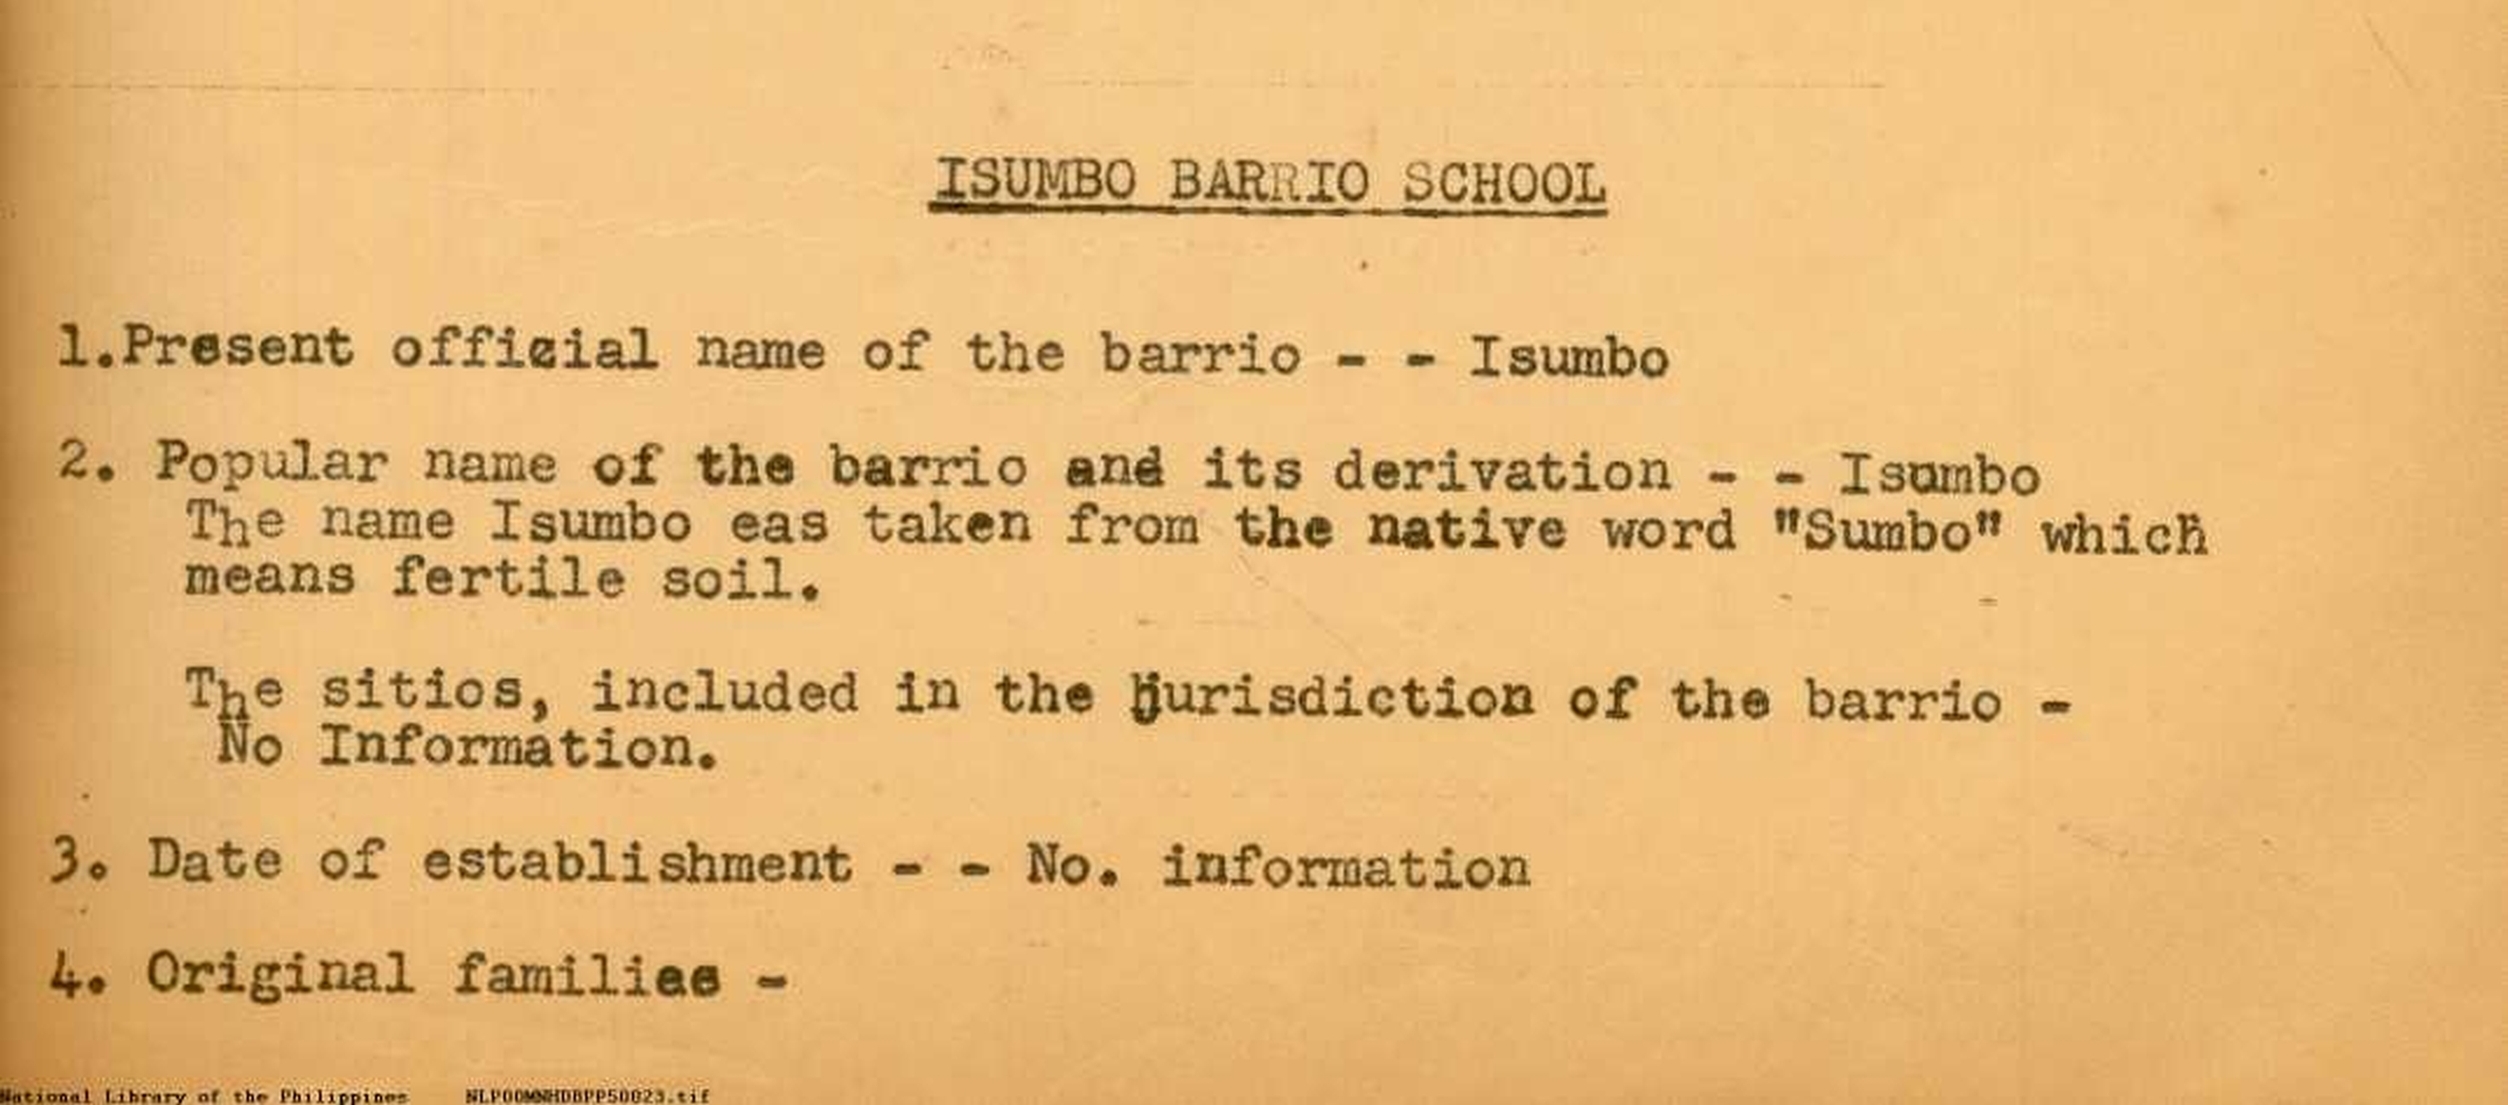 ISUMBO BARRIO SCHOOL
1.Present official name of the barrio - - Isumbo
2. Popular name of the barrio and its derivation - - Isumbo
The name Isumbo eas taken from the native word "Sumbo" which
means fertile soil.
The sitios, included in the jurisdiction of the barrio -
No Information.
3. Date of establishment - - No. information
4. Original families -
National Library of the Philippines